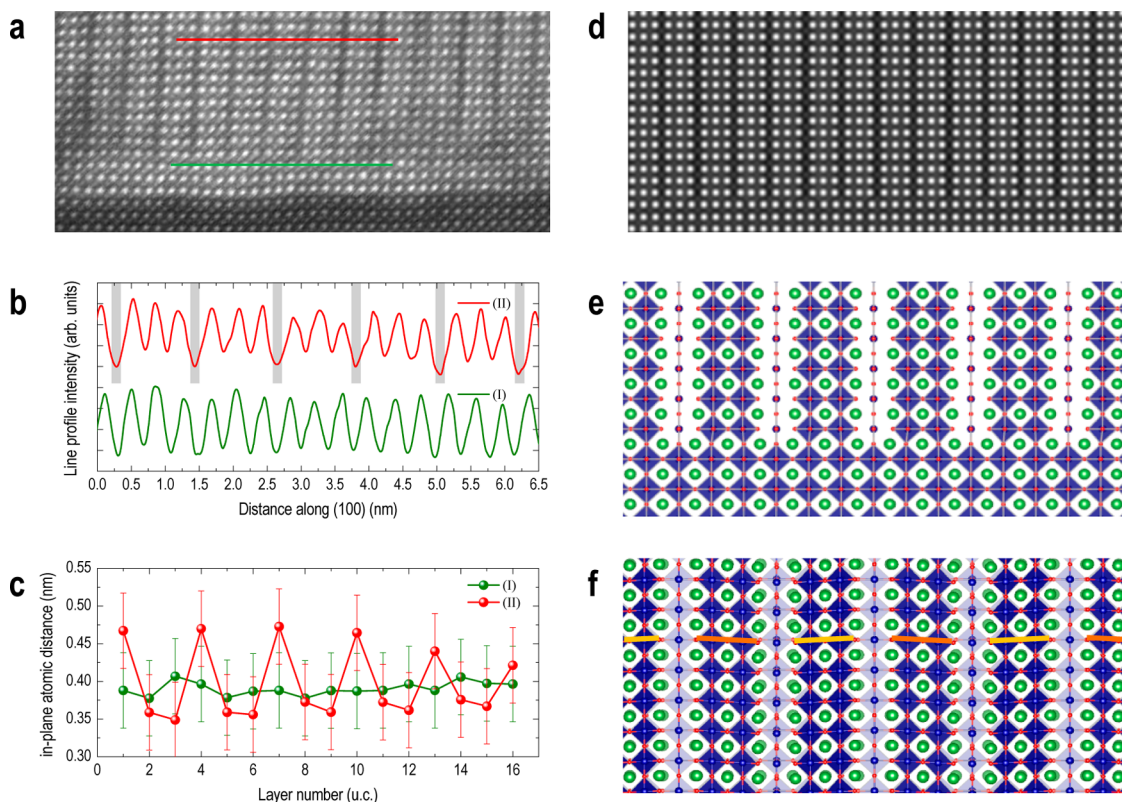 a
d
b
Line profile intensity (arb. units)
(II)
(I)
0.0 0.5 1.0 1.5 2.0 2.5 3.0 3.5 4.0 4.5 5.0 5.5 6.0 6.5
Distance along (100) (nm)
e
c
in-plane atomic distance (nm)
0.55
0.50
0.45
0.40
0.35
0.30
(I)
(II)
0 2 4 6 8 10 12 14 16
Layer number (u.c.)
f